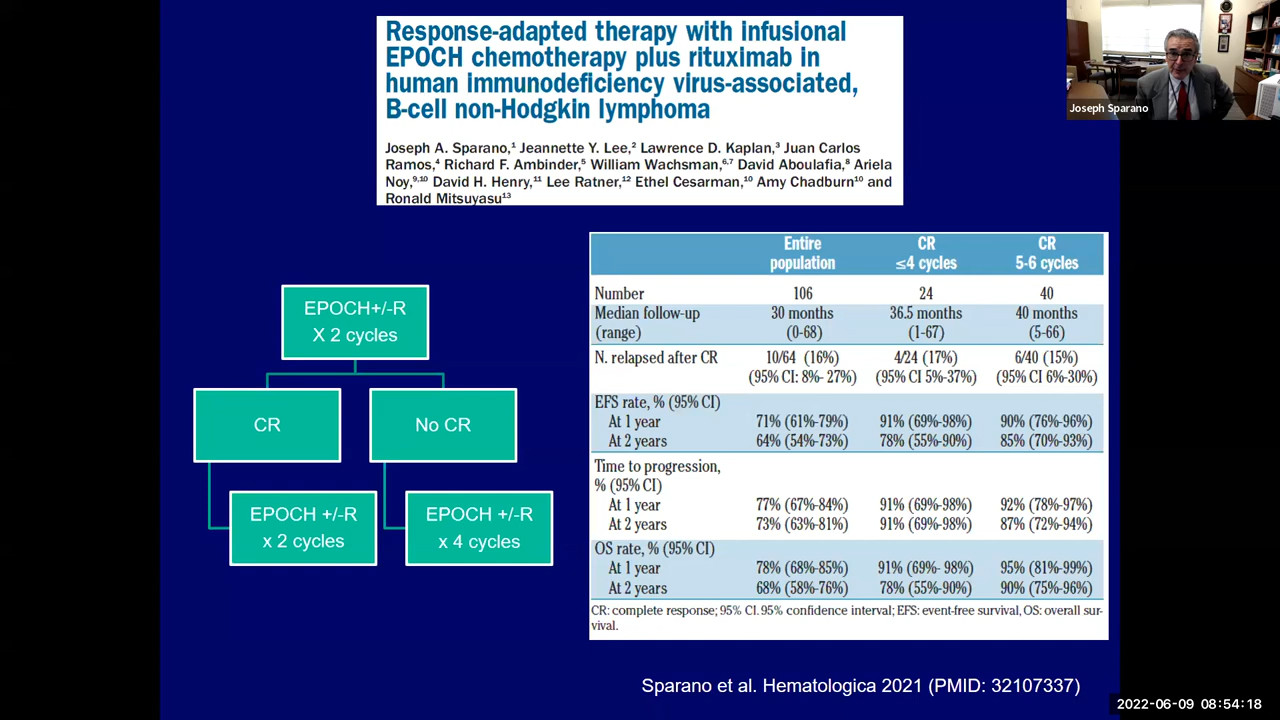 Response-adapted therapy with infusional
EPOCH chemotherapy plus rituximab in
human immunodeficiency virus-associated,
B-cell non-Hodgkin lymphoma
Joseph A. Sparano,¹ Jeannette Y. Lee,² Lawrence D. Kaplan,³ Juan Carlos
Ramos,⁴ Richard F. Ambinder,⁵ William Wachsman,⁶,⁷ David Aboulafia,⁸ Ariela
Noy,⁹,¹⁰ David H. Henry,¹¹ Lee Ratner,¹² Ethel Cesarman,¹⁰ Amy Chadburn¹⁰ and
Ronald Mitsuyasu¹³
Joseph Sparano
EPOCH+/-R
X 2 cycles
CR
No CR
EPOCH +/-R
x 2 cycles
EPOCH +/-R
x 4 cycles
Entire CR CR
population ≤4 cycles 5-6 cycles
Number 106 24 40
Median follow-up 30 months 36.5 months 40 months
(range) (0-68) (1-67) (5-66)
N. relapsed after CR 10/64 (16%) 4/24 (17%) 6/40 (15%)
(95% CI: 8%- 27%) (95% CI 5%-37%) (95% CI 6%-30%)
EFS rate, % (95% CI)
At 1 year 71% (61%-79%) 91% (69%-98%) 90% (76%-96%)
At 2 years 64% (54%-73%) 78% (55%-90%) 85% (70%-93%)
Time to progression,
% (95% CI)
At 1 year 77% (67%-84%) 91% (69%-98%) 92% (78%-97%)
At 2 years 73% (63%-81%) 91% (69%-98%) 87% (72%-94%)
OS rate, % (95% CI)
At 1 year 78% (68%-85%) 91% (69%- 98%) 95% (81%-99%)
At 2 years 68% (58%-76%) 78% (55%-90%) 90% (75%-96%)
CR: complete response; 95% CI. 95% confidence interval; EFS: event-free survival, OS: overall sur-
vival.
Sparano et al. Hematologica 2021 (PMID: 32107337)
2022-06-09 08:54:18